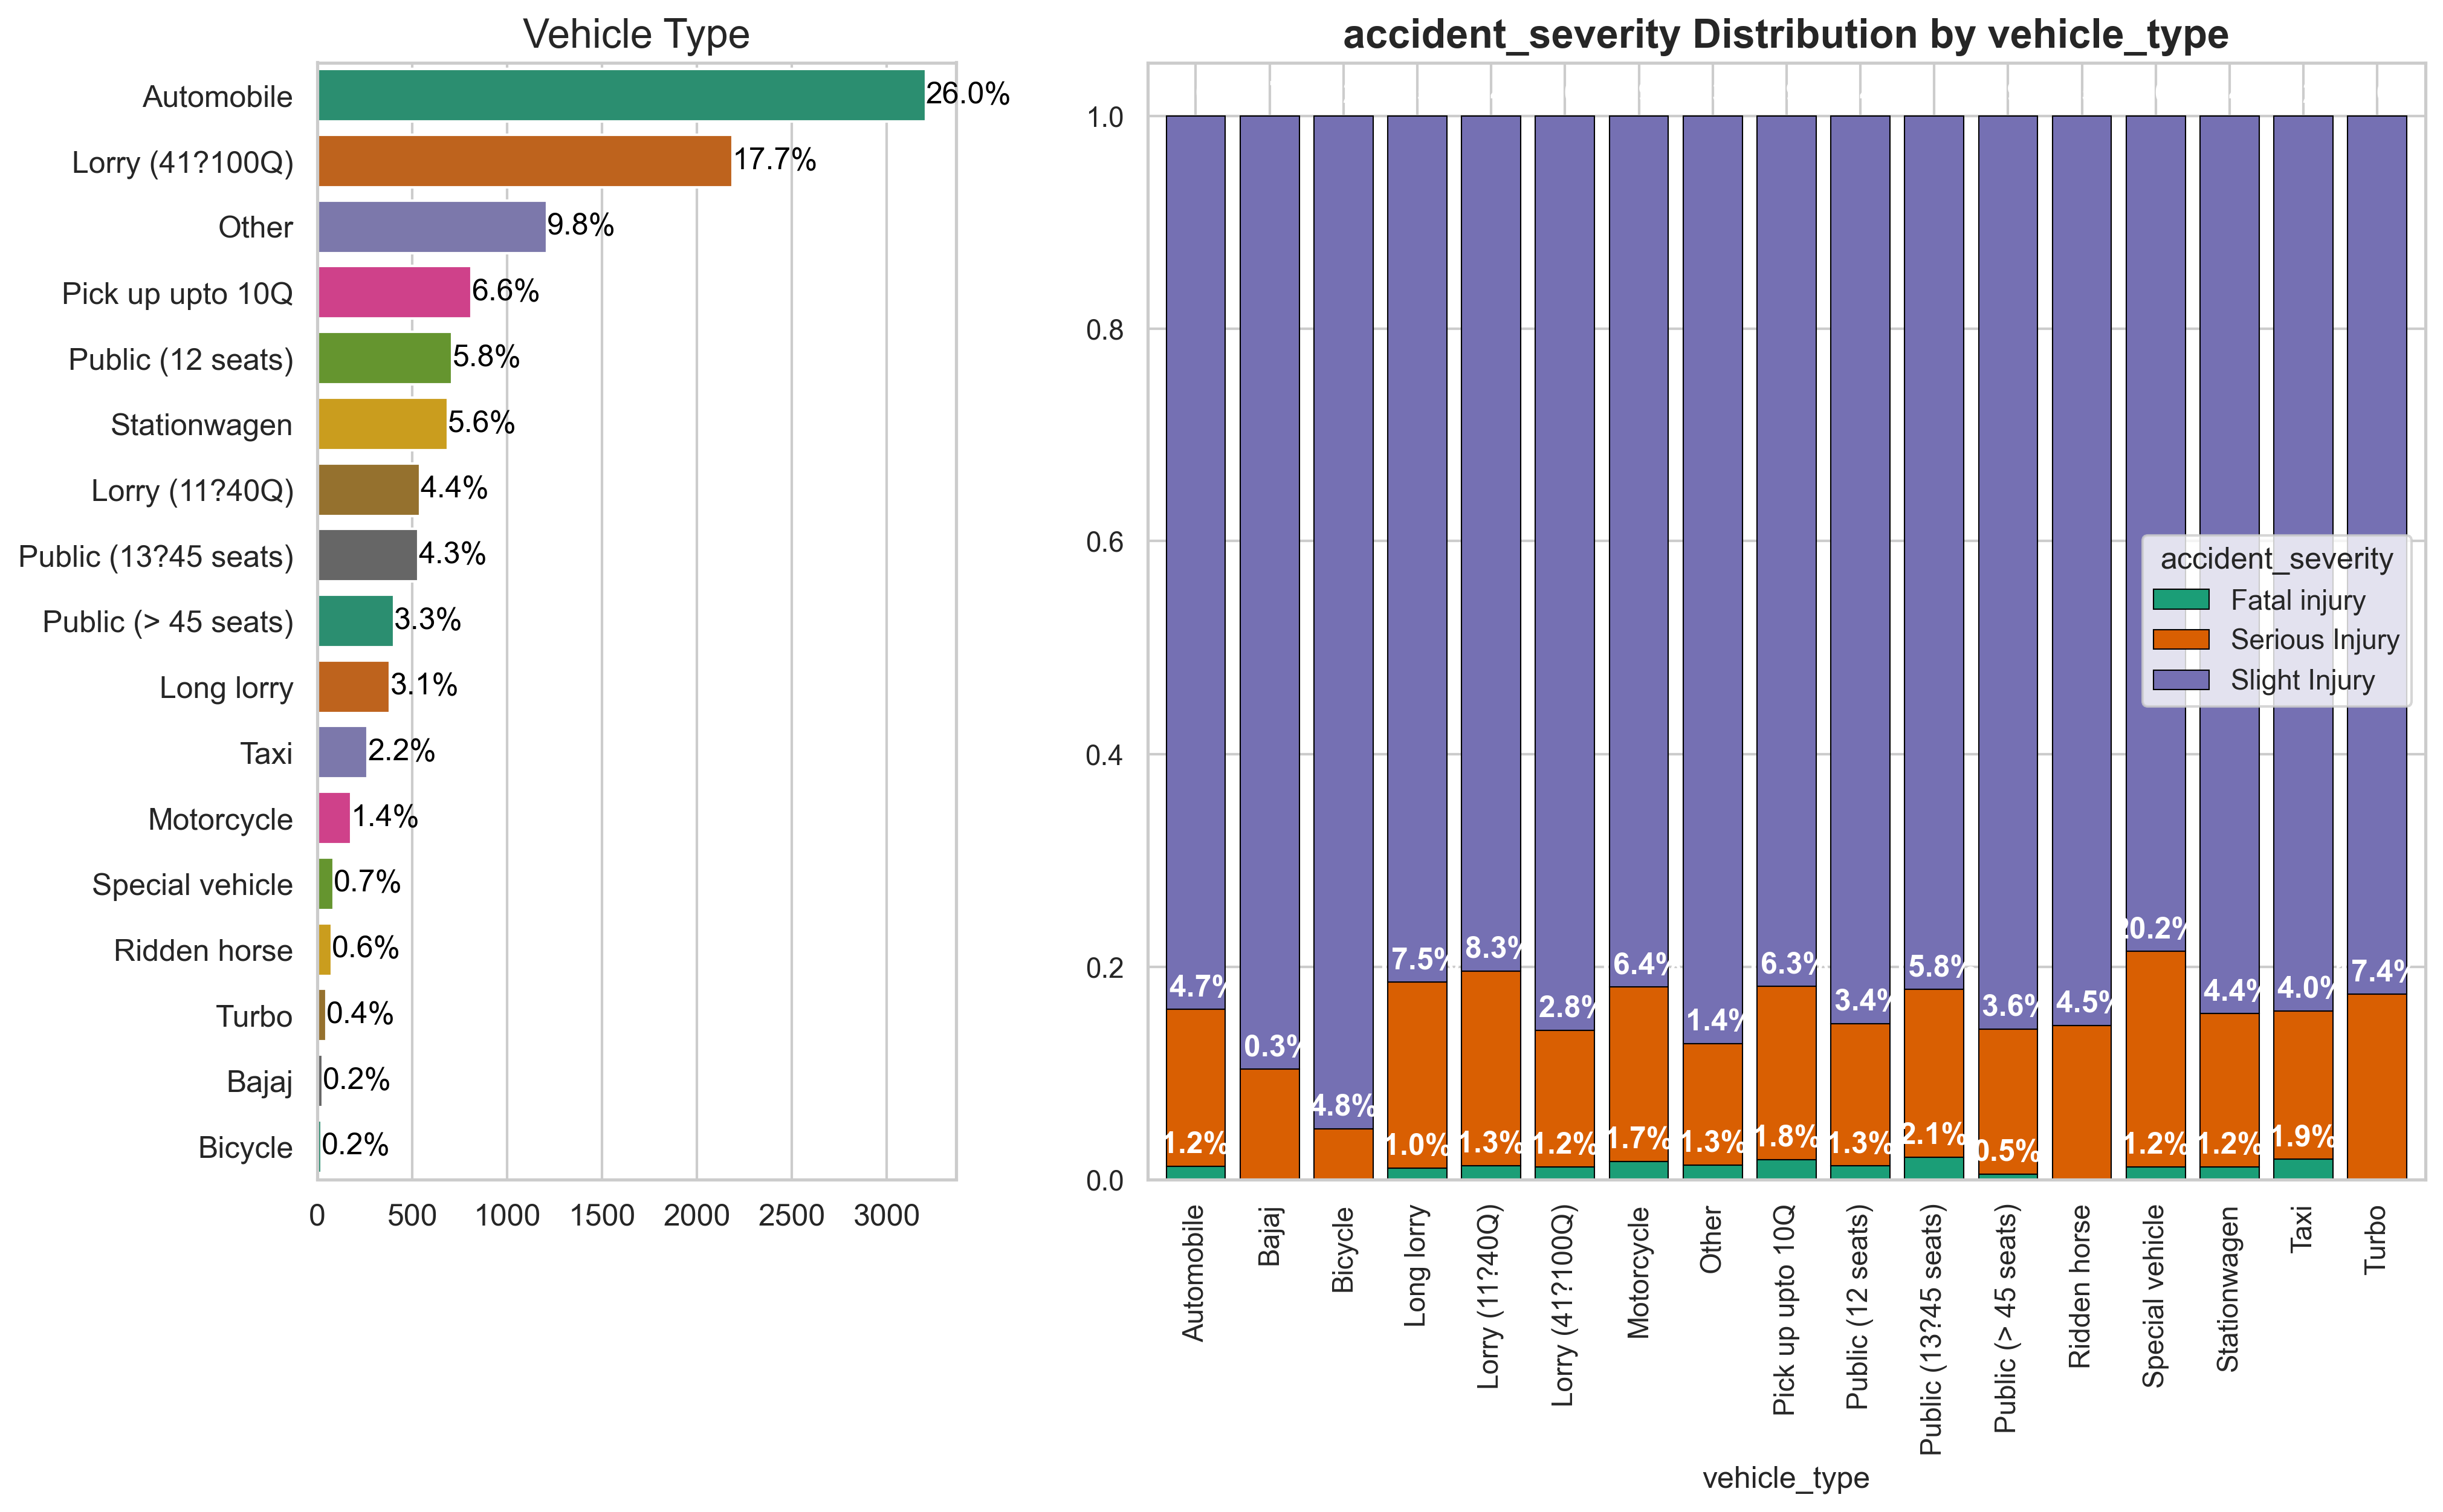 Vehicle Type
Automobile
26.0%
Lorry (41?100Q)
17.7%
Other
9.8%
Pick up upto 10Q
6.6%
Public (12 seats)
5.8%
Stationwagen
5.6%
Lorry (11?40Q)
4.4%
Public (13?45 seats)
4.3%
Public (> 45 seats)
3.3%
Long lorry
3.1%
Taxi
2.2%
Motorcycle
1.4%
Special vehicle
0.7%
Ridden horse
0.6%
Turbo
0.4%
Bajaj
0.2%
Bicycle
0.2%
0 500 1000 1500 2000 2500 3000
accident_severity Distribution by vehicle_type
1.0
0.8
0.6
0.4
0.2
0.0
accident_severity
Fatal injury
Serious Injury
Slight Injury
4.7% 0.3% 4.8% 7.5% 8.3% 2.8% 6.4% 1.4% 6.3% 3.4% 5.8% 3.6% 4.5% 20.2% 4.4% 4.0% 7.4%
1.2% 1.0% 1.3% 1.2% 1.7% 1.3% 1.8% 1.3% 2.1% 0.5% 1.2% 1.2% 1.9%
Automobile
Bajaj
Bicycle
Long lorry
Lorry (11?40Q)
Lorry (41?100Q)
Motorcycle
Other
Pick up upto 10Q
Public (12 seats)
Public (13?45 seats)
Public (> 45 seats)
Ridden horse
Special vehicle
Stationwagen
Taxi
Turbo
vehicle_type